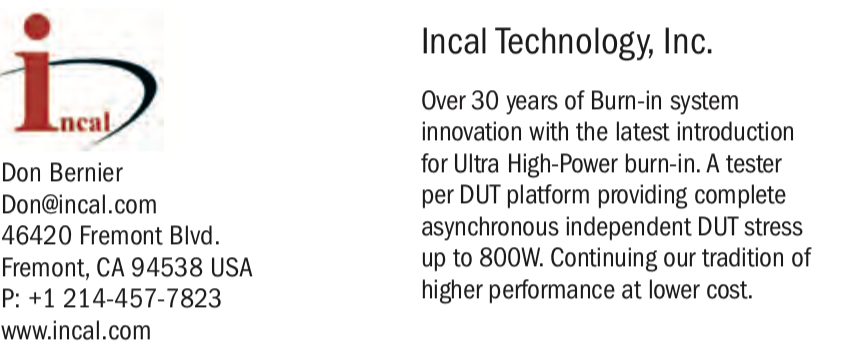 incal
Don Bernier
Don@incal.com
46420 Fremont Blvd.
Fremont, CA 94538 USA
P: +1 214-457-7823
www.incal.com
Incal Technology, Inc.
Over 30 years of Burn-in system
innovation with the latest introduction
for Ultra High-Power burn-in. A tester
per DUT platform providing complete
asynchronous independent DUT stress
up to 800W. Continuing our tradition of
higher performance at lower cost.